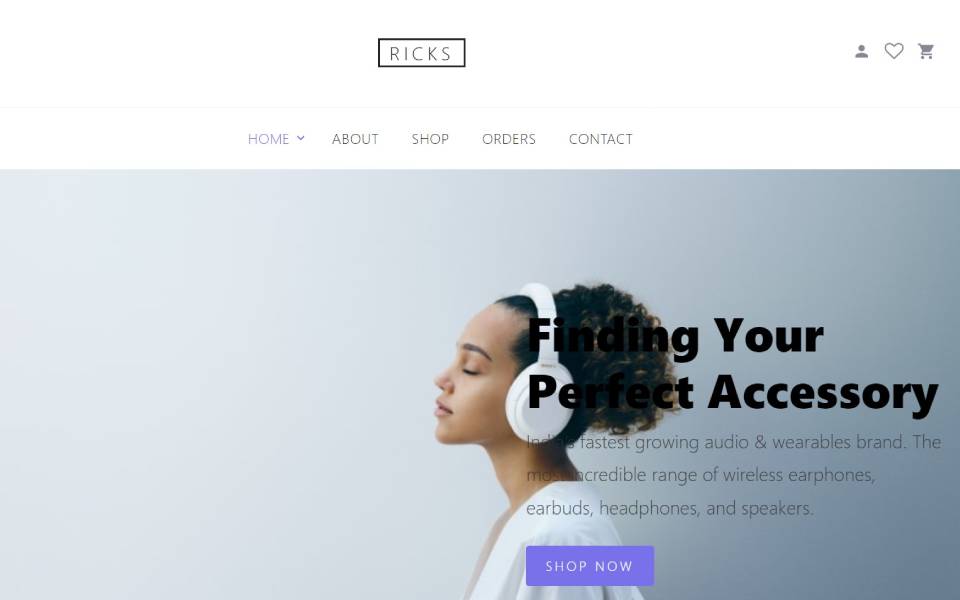 RICKS
HOME
ABOUT
SHOP
ORDERS
CONTACT
Finding Your
Perfect Accessory
India's fastest growing audio & wearables brand. The
most incredible range of wireless earphones,
earbuds, headphones, and speakers.
SHOP NOW